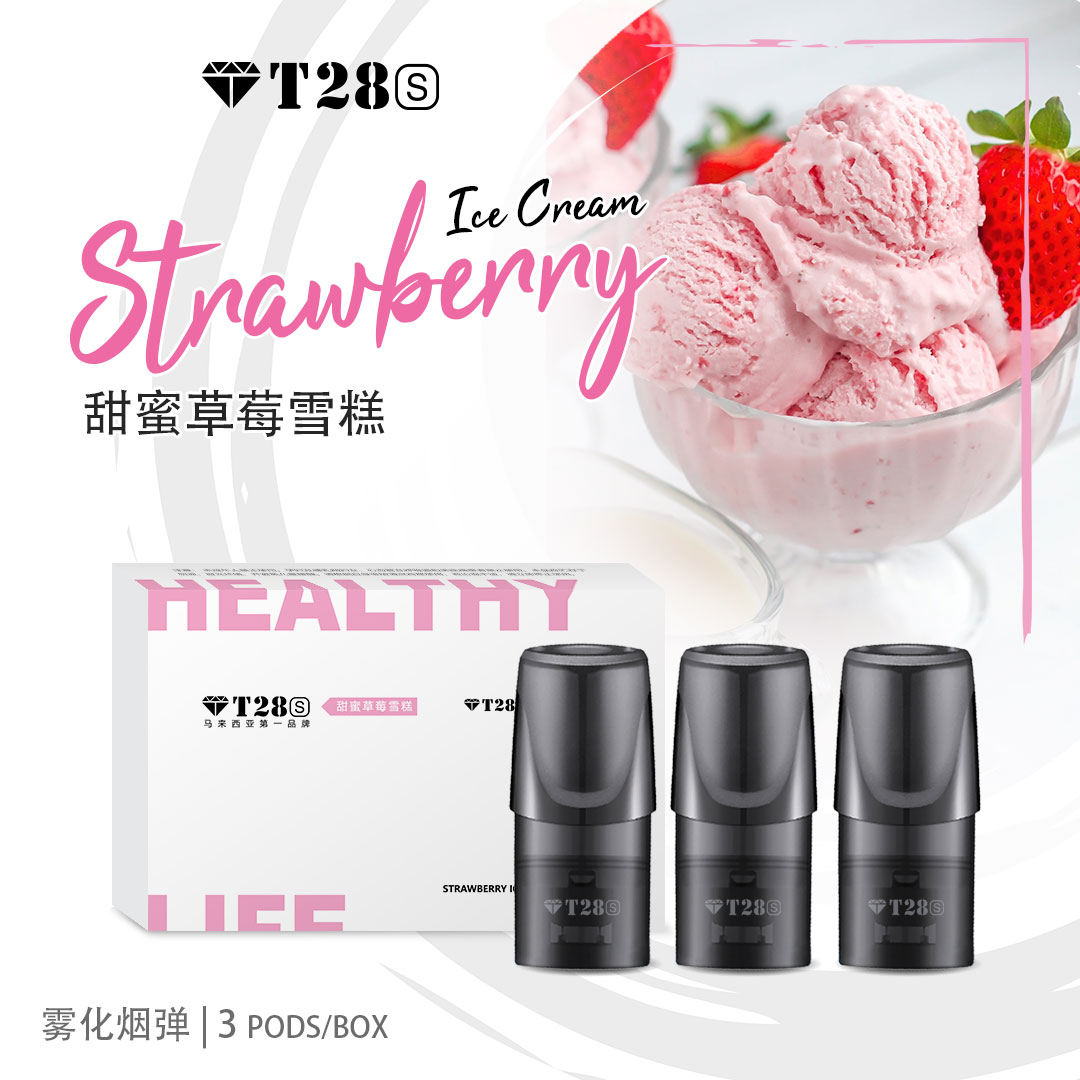 T28S
Ice Cream
Strawberry
甜蜜草莓雪糕
HEALTHY
T28S
马来西亚第一品牌
甜蜜草莓雪糕
T28
STRAWBERRY
LIFE
T28S
T28S
T28S
雾化烟弹 | 3 PODS/BOX